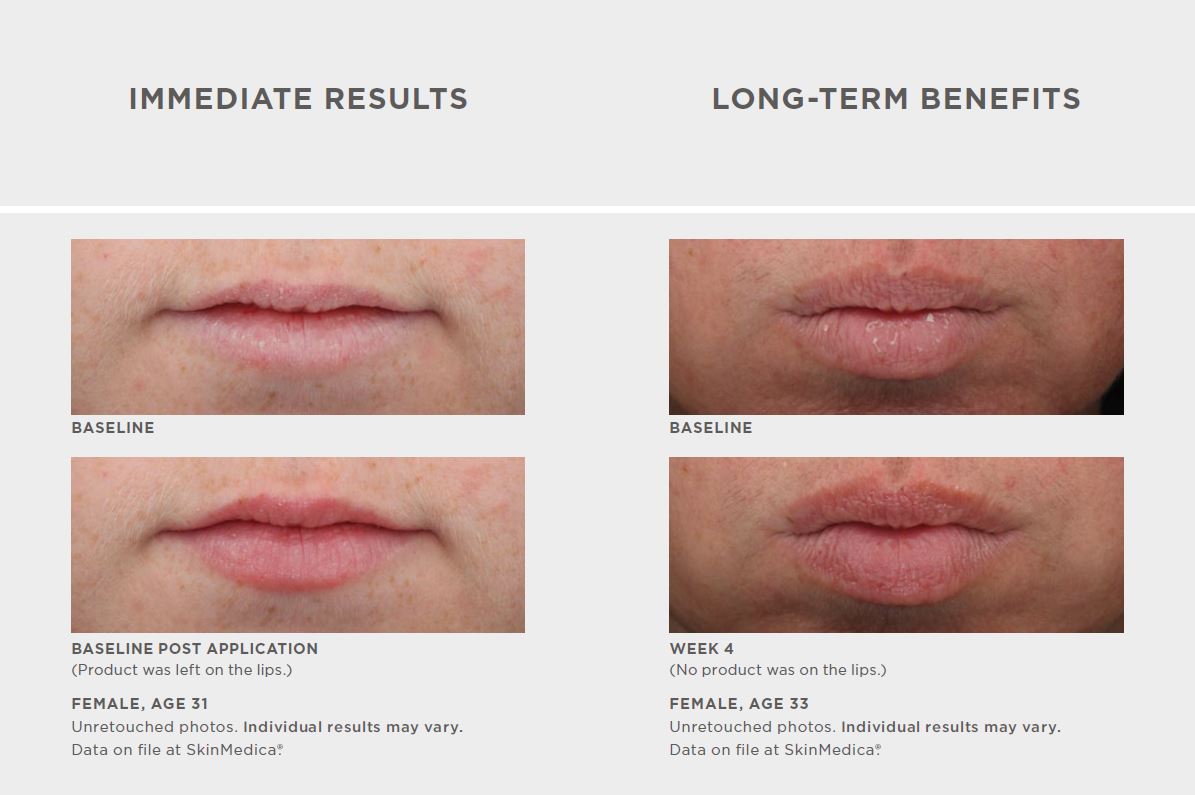 IMMEDIATE RESULTS
LONG-TERM BENEFITS
BASELINE
BASELINE
BASELINE POST APPLICATION
(Product was left on the lips.)
FEMALE, AGE 31
Unretouched photos. Individual results may vary.
Data on file at SkinMedica®.
WEEK 4
(No product was on the lips.)
FEMALE, AGE 33
Unretouched photos. Individual results may vary.
Data on file at SkinMedica®.